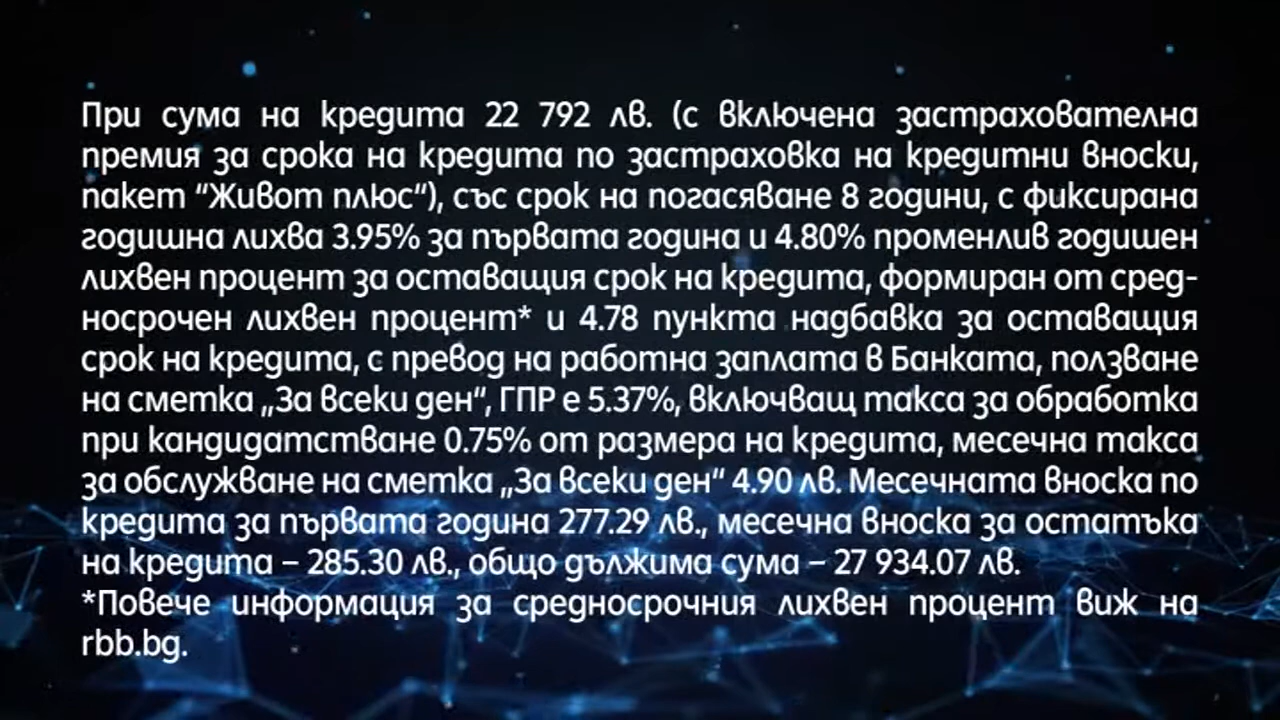 При сума на кредита 22 792 лв. (с включена застрахователна
премия за срока на кредита по застраховка на кредитни вноски,
пакет “Живот плюс“), със срок на погасяване 8 години, с фиксирана
годишна лихва 3.95% за първата година и 4.80% променлив годишен
лихвен процент за оставащия срок на кредита, формиран от сред-
носрочен лихвен процент* и 4.78 пункта надбавка за оставащия
срок на кредита, с превод на работна заплата в Банката, ползване
на сметка „За всеки ден“, ГПР е 5.37%, включващ такса за обработка
при кандидатстване 0.75% от размера на кредита, месечна такса
за обслужване на сметка „За всеки ден“ 4.90 лв. Месечната вноска по
кредита за първата година 277.29 лв., месечна вноска за остатъка
на кредита – 285.30 лв., общо дължима сума – 27 934.07 лв.
*Повече информация за средносрочния лихвен процент виж на
rbb.bg.